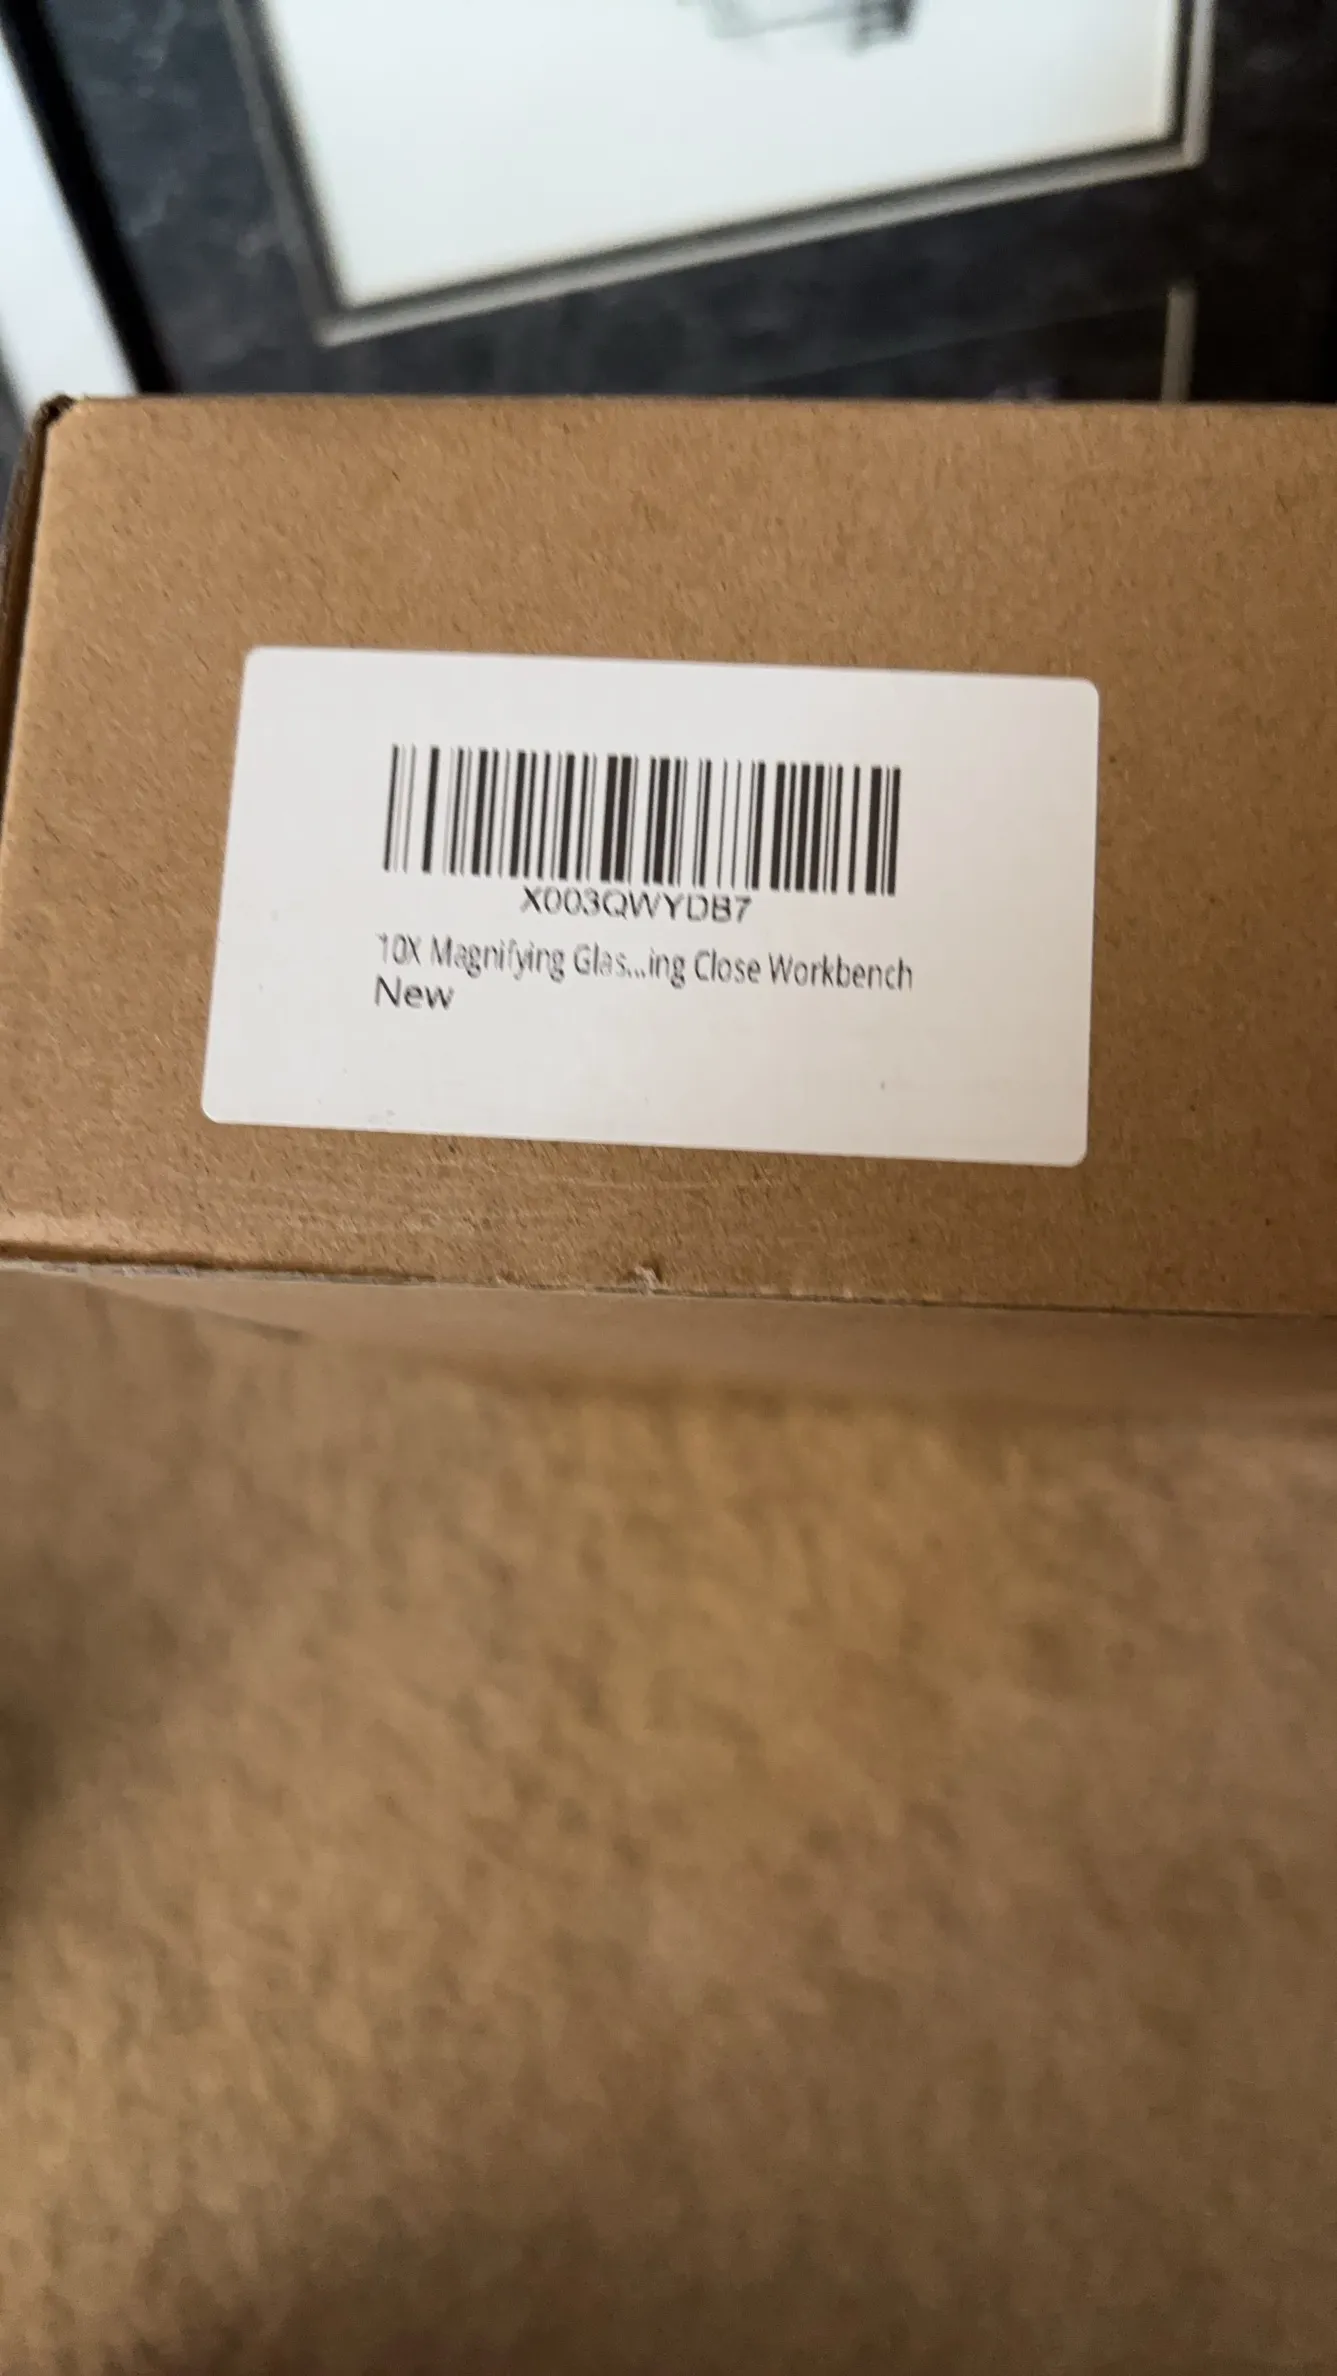 X003QWYDB7
10X Magnifying Glas...ing Close Workbench
New